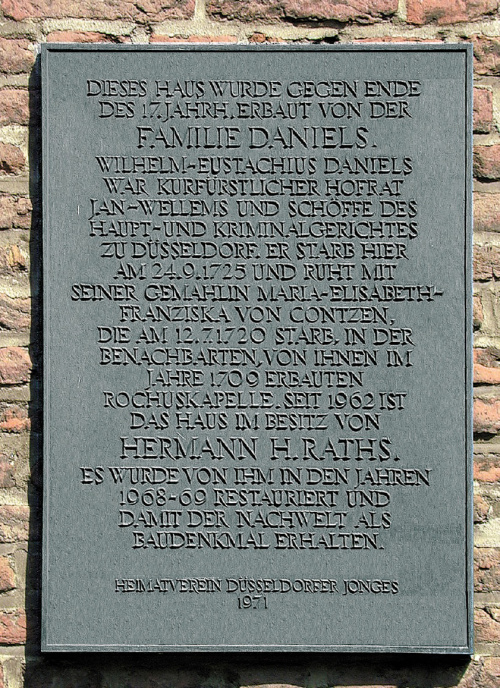 DIESES HAUS WURDE GEGEN ENDE
DES 17. JAHRH. ERBAUT VON DER
FAMILIE DANIELS.
WILHELM-EUSTACHIUS DANIELS
WAR KURFÜRSTLICHER HOFRAT
JAN-WELLEMS UND SCHÖFFE DES
HAUPT- UND KRIMINALGERICHTES
ZU DÜSSELDORF. ER STARB HIER
AM 24.9.1725 UND RUHT MIT
SEINER GEMAHLIN MARIA-ELISABETH-
FRANZISKA VON CONTZEN,
DIE AM 12.7.1720 STARB, IN DER
BENACHBARTEN, VON IHNEN IM
JAHRE 1709 ERBAUTEN
ROCHUSKAPELLE. SEIT 1962 IST
DAS HAUS IM BESITZ VON
HERMANN H. RATHS.
ES WURDE VON IHM IN DEN JAHREN
1968-69 RESTAURIERT UND
DAMIT DER NACHWELT ALS
BAUDENKMAL ERHALTEN.
HEIMATVEREIN DÜSSELDORFER JONGES
1971